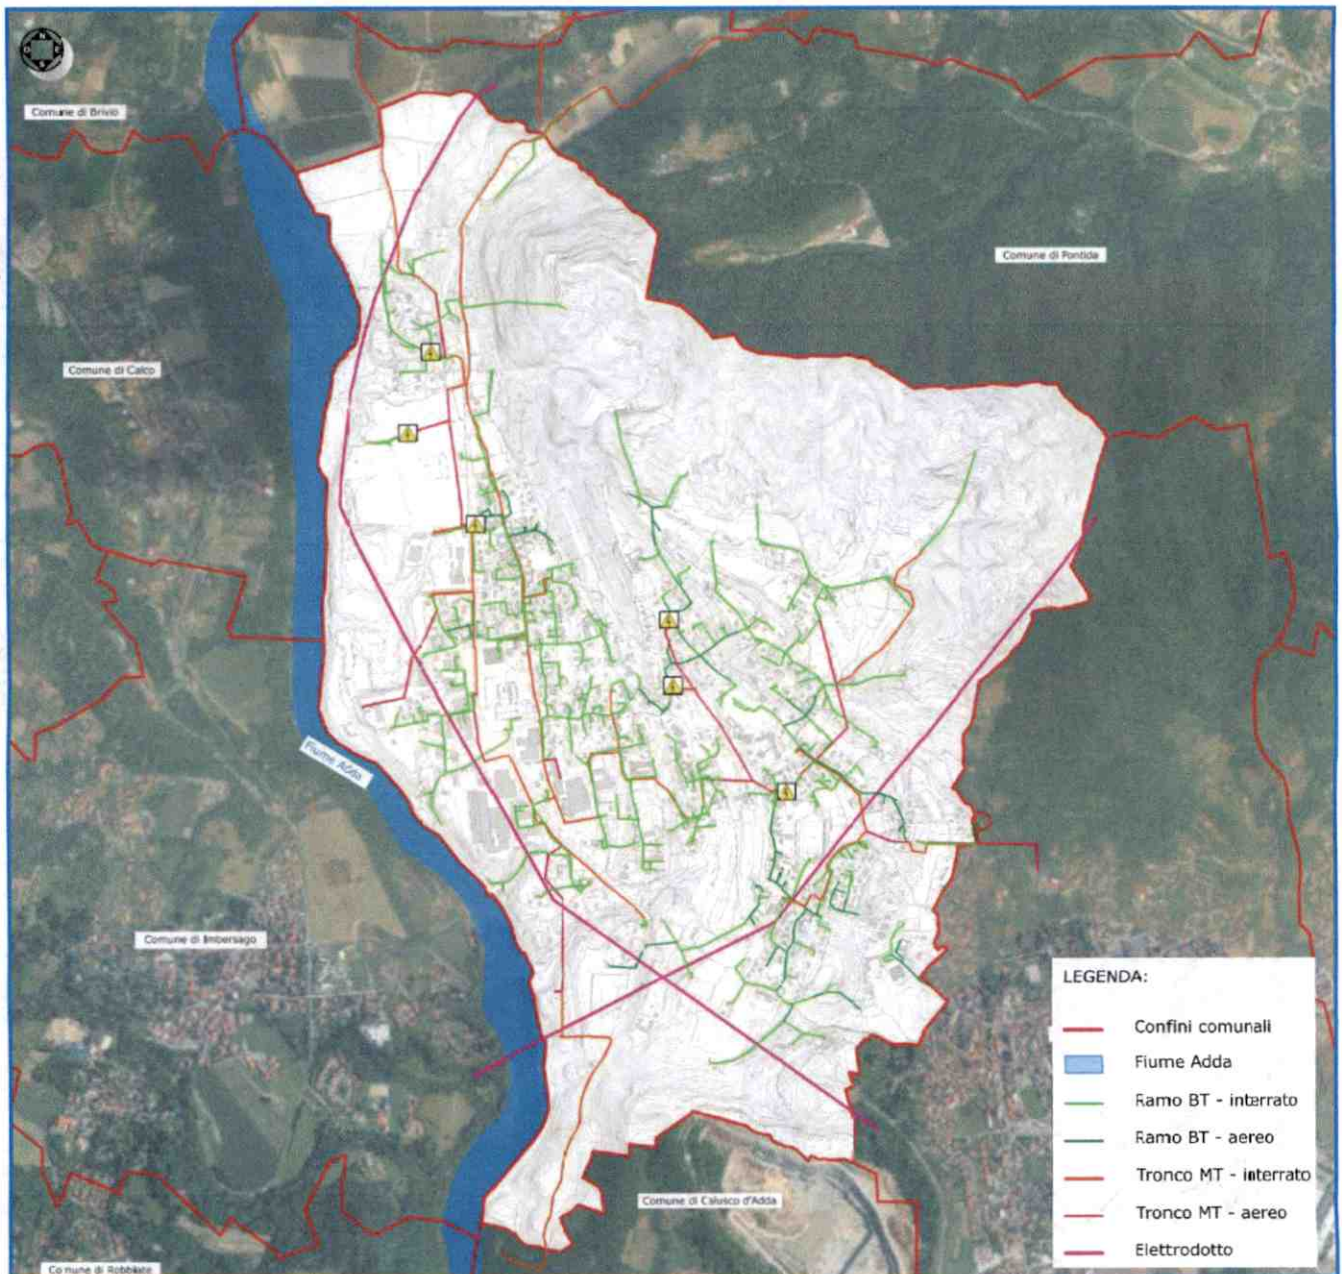 N
Comune di Brivio
Comune di Pontida
Comune di Calco
Fiume Adda
Comune di Imbersago
LEGENDA:
Confini comunali
Fiume Adda
Ramo BT - interrato
Ramo BT - aereo
Tronco MT - interrato
Tronco MT - aereo
Elettrodotto
Comune di Calusco d'Adda
Comune di Robbiate